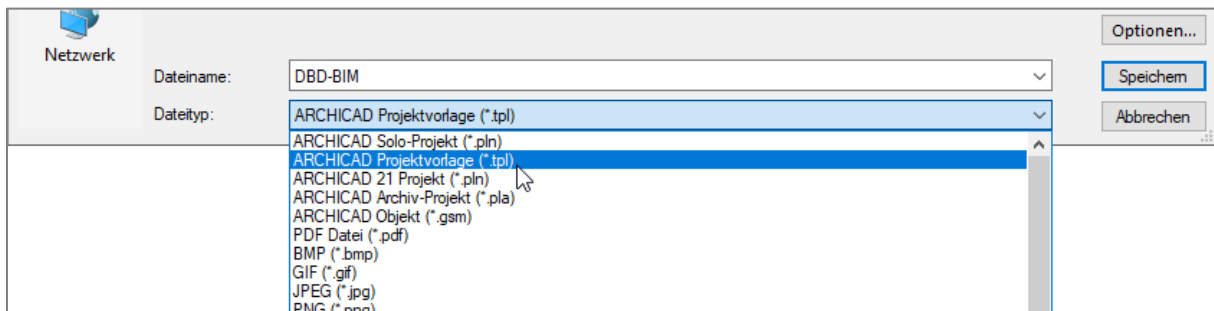 Optionen...
Netzwerk
Dateiname:
DBD-BIM
Speichern
Dateityp:
ARCHICAD Projektvorlage (*.tpl)
Abbrechen
ARCHICAD Solo-Projekt (*.pln)
ARCHICAD Projektvorlage (*.tpl)
ARCHICAD 21 Projekt (*.pln)
ARCHICAD Archiv-Projekt (*.pla)
ARCHICAD Objekt (*.gsm)
PDF Datei (*.pdf)
BMP (*.bmp)
GIF (*.gif)
JPEG (*.jpg)
PNG (*.png)